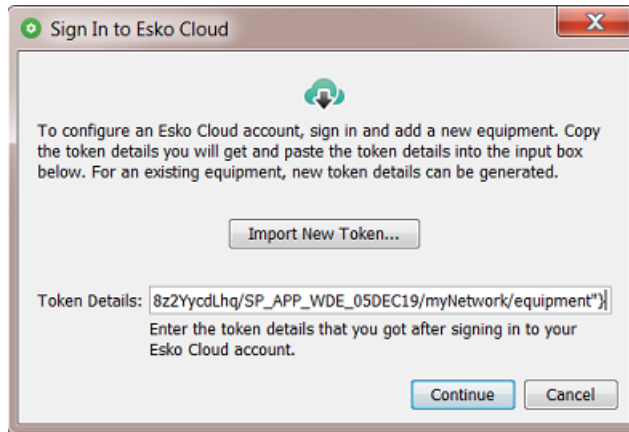 Sign In to Esko Cloud
To configure an Esko Cloud account, sign in and add a new equipment. Copy
the token details you will get and paste the token details into the input box
below. For an existing equipment, new token details can be generated.
Import New Token...
Token Details: 8z2YycdLhq/SP_APP_WDE_05DEC19/myNetwork/equipment"}
Enter the token details that you got after signing in to your
Esko Cloud account.
Continue Cancel